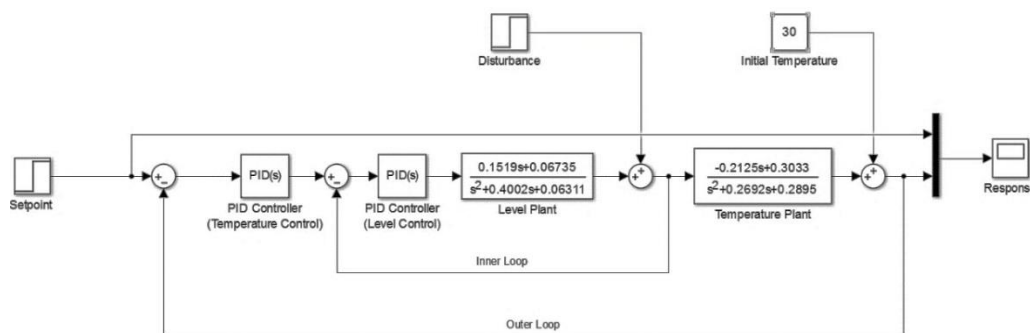 30
Disturbance
Initial Temperature
Setpoint
+
−
PID(s)
PID Controller
(Temperature Control)
+
−
PID(s)
PID Controller
(Level Control)
0.1519s+0.06735
s²+0.4002s+0.06311
Level Plant
+
+
-0.2125s+0.3033
s²+0.2692s+0.2895
Temperature Plant
+
+
Respons
Inner Loop
Outer Loop